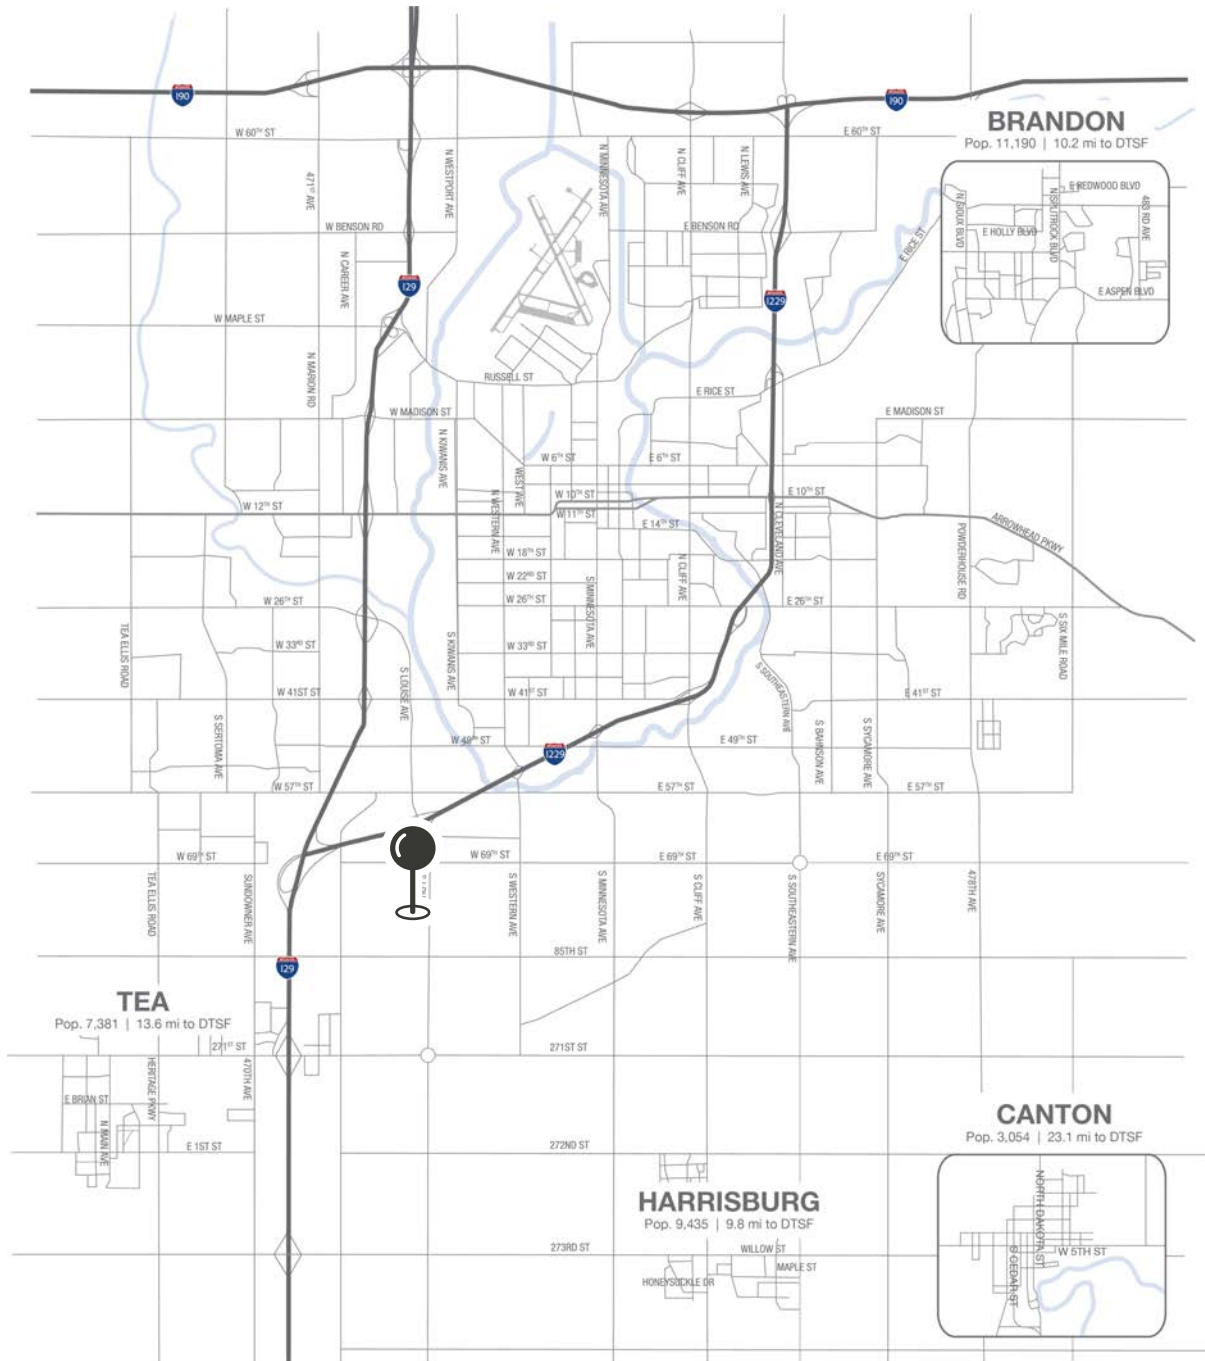 I90
I90
W 60TH ST
E 60TH ST
BRANDON
Pop. 11,190 | 10.2 mi to DTSF
N WESTPORT AVE
N MINNESOTA AVE
N CLIFF AVE
N LEWIS AVE
471ST AVE
E REDWOOD BLVD
N SIOUX BLVD
N SPLITROCK BLVD
483 RD AVE
E HOLLY BLVD
E ASPEN BLVD
W BENSON RD
E BENSON RD
E RICE ST
N CAREER AVE
I29
I229
W MAPLE ST
N MARION RD
RUSSELL ST
E RICE ST
W MADISON ST
E MADISON ST
N KIWANIS AVE
W 6TH ST
E 6TH ST
WEST AVE
N WESTERN AVE
W 10TH ST
E 10TH ST
W 12TH ST
W 11TH ST
E 14TH ST
N CLEVELAND AVE
POWDERHOUSE RD
ARROWHEAD PKWY
W 18TH ST
N CLIFF AVE
W 22RD ST
S MINNESOTA AVE
W 26TH ST
W 26TH ST
E 26TH ST
TEA ELLIS ROAD
W 33RD ST
S KIWANIS AVE
W 33RD ST
S SIX MILE ROAD
S LOUISE AVE
S SOUTHEASTERN AVE
W 41ST ST
W 41ST ST
E 41ST ST
S SERTOMA AVE
S BAHNSON AVE
S SYCAMORE AVE
W 49TH ST
E 49TH ST
I229
W 57TH ST
E 57TH ST
E 57TH ST
W 69TH ST
W 69TH ST
E 69TH ST
E 69TH ST
TEA ELLIS ROAD
SUNDOWNER AVE
S WESTERN AVE
S MINNESOTA AVE
S CLIFF AVE
S SOUTHEASTERN AVE
SYCAMORE AVE
478TH AVE
85TH ST
I29
TEA
Pop. 7,381 | 13.6 mi to DTSF
271ST ST
271ST ST
HERITAGE PKWY
470TH AVE
E BRIAN ST
N MAIN AVE
E 1ST ST
272ND ST
CANTON
Pop. 3,054 | 23.1 mi to DTSF
NORTH DAKOTA ST
W 5TH ST
S CEDAR ST
HARRISBURG
Pop. 9,435 | 9.8 mi to DTSF
273RD ST
WILLOW ST
MAPLE ST
HONEYSUCKLE DR